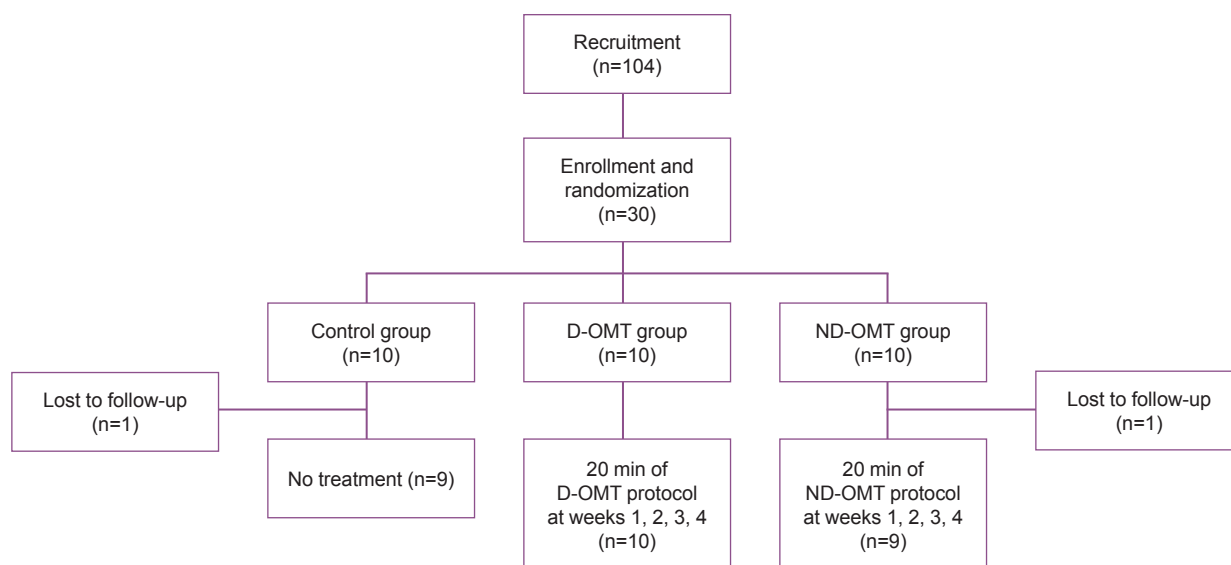 Recruitment
(n=104)
Enrollment and
randomization
(n=30)
Control group
(n=10)
D-OMT group
(n=10)
ND-OMT group
(n=10)
Lost to follow-up
(n=1)
Lost to follow-up
(n=1)
No treatment (n=9)
20 min of
D-OMT protocol
at weeks 1, 2, 3, 4
(n=10)
20 min of
ND-OMT protocol
at weeks 1, 2, 3, 4
(n=9)